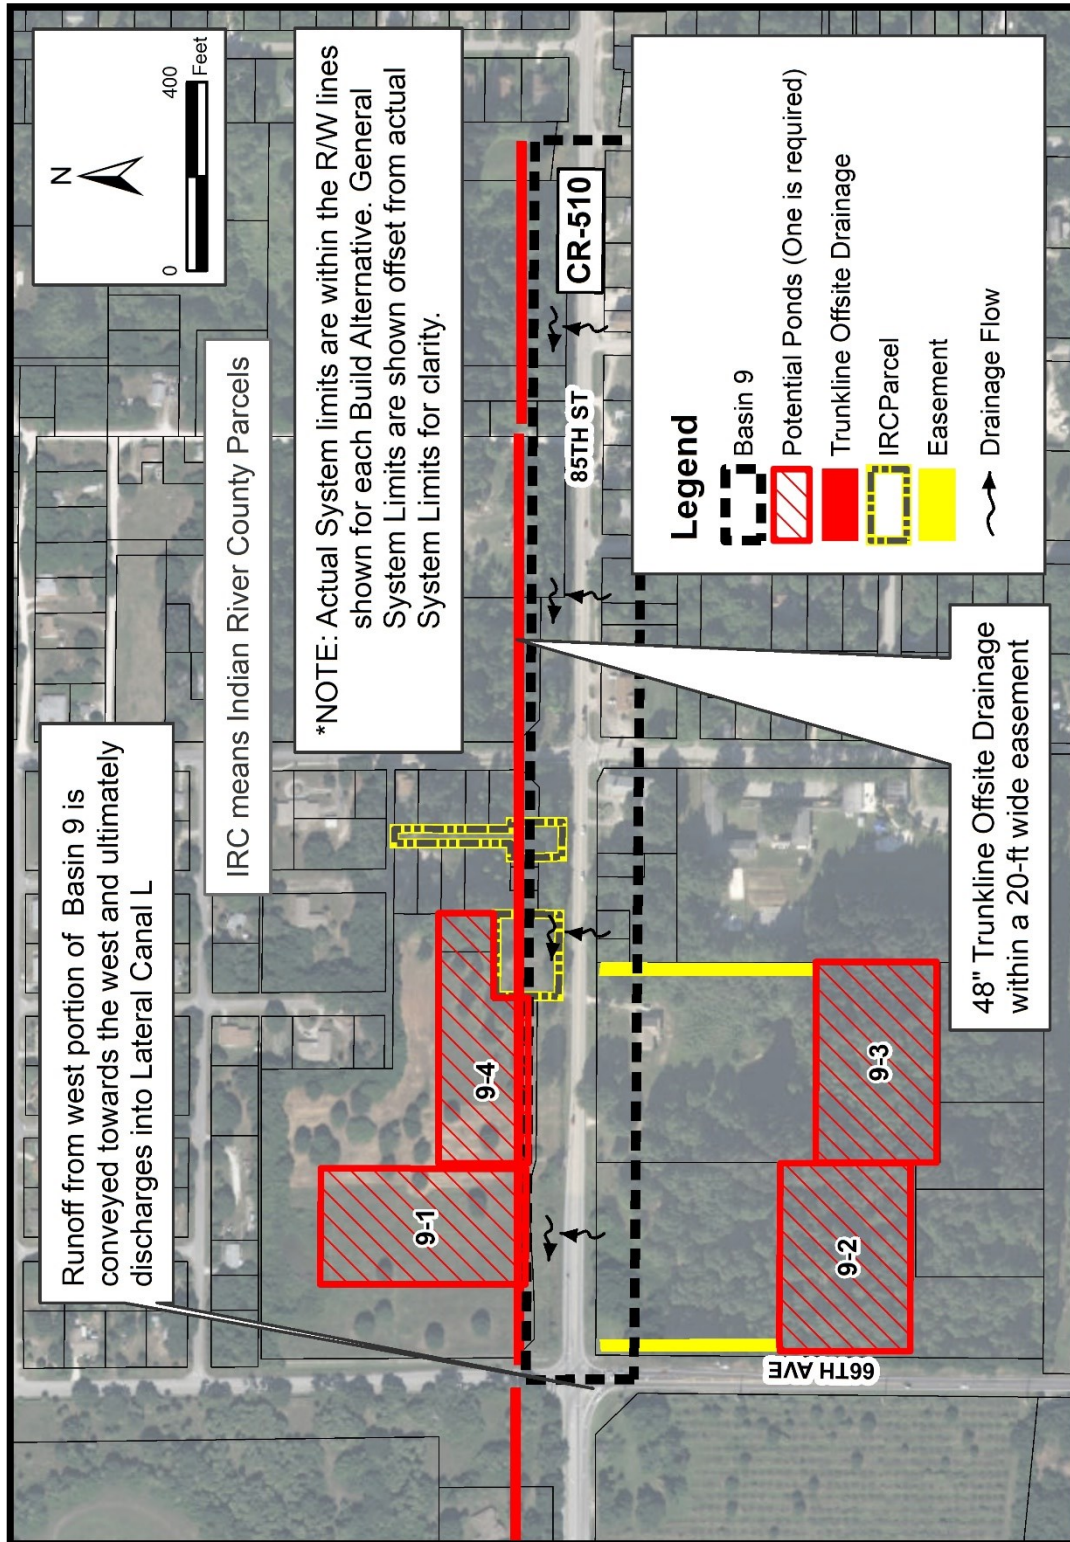 Runoff from west portion of Basin 9 is
conveyed towards the west and ultimately
discharges into Lateral Canal L
IRC means Indian River County Parcels
N
0
400
Feet
*NOTE: Actual System limits are within the R/W lines
shown for each Build Alternative. General
System Limits are shown offset from actual
System Limits for clarity.
9-1
9-4
CR-510
85TH ST
66TH AVE
9-2
9-3
48" Trunkline Offsite Drainage
within a 20-ft wide easement
Legend
Basin 9
Potential Ponds (One is required)
Trunkline Offsite Drainage
IRCParcel
Easement
Drainage Flow